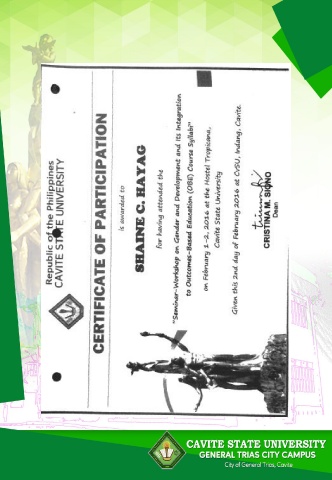 Republic of the Philippines
CAVITE STATE UNIVERSITY
CERTIFICATE OF PARTICIPATION
is awarded to
SHAINE C. HAYAG
for having attended the
"Seminar-Workshop on Gender and Development and its Integration
to Outcomes-Based Education (OBE) Course Syllabi"
on February 1-2, 2016 at the Hostel Tropicana,
Cavite State University
Given this 2nd day of February 2016 at CvSU, Indang, Cavite.
CRISTINA M. SIGNO
Dean
CAVITE STATE UNIVERSITY
GENERAL TRIAS CITY CAMPUS
City of General Trias, Cavite